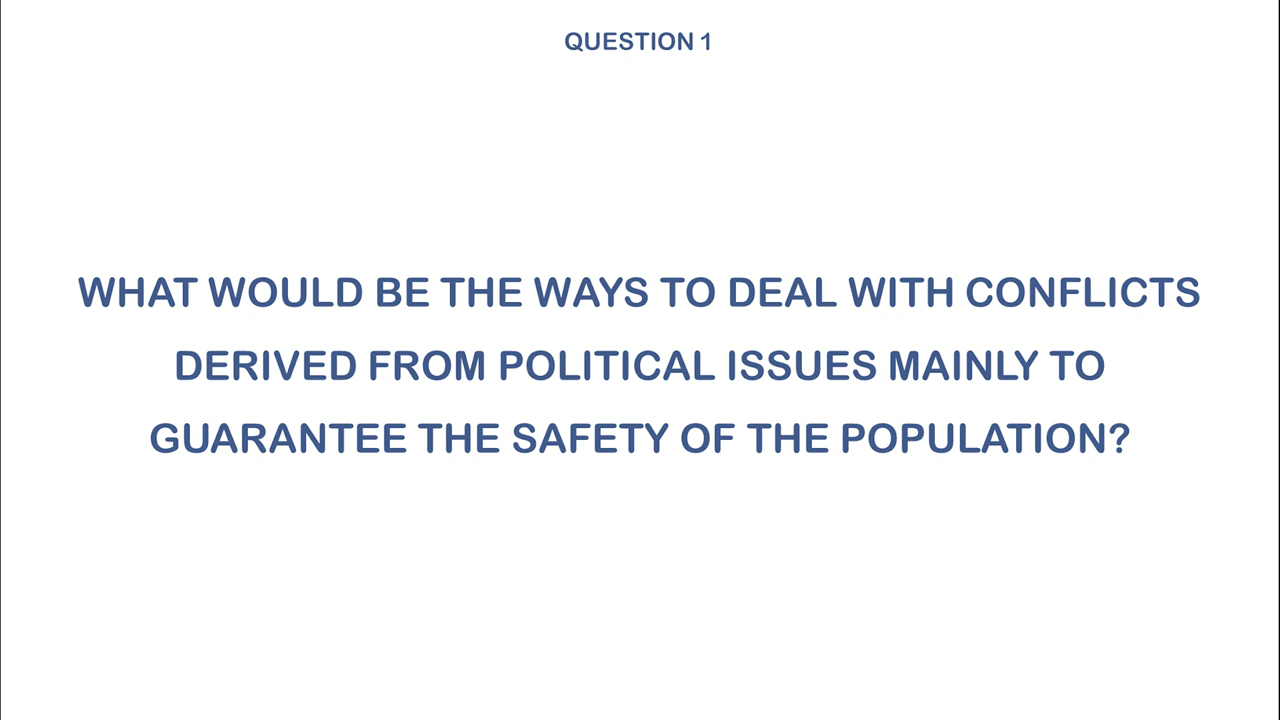 QUESTION 1
WHAT WOULD BE THE WAYS TO DEAL WITH CONFLICTS
DERIVED FROM POLITICAL ISSUES MAINLY TO
GUARANTEE THE SAFETY OF THE POPULATION?